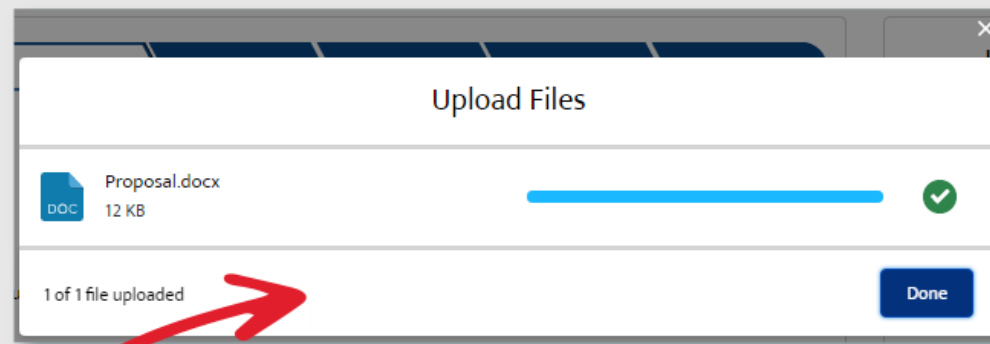 Upload Files
Proposal.docx
DOC
12 KB
1 of 1 file uploaded
Done